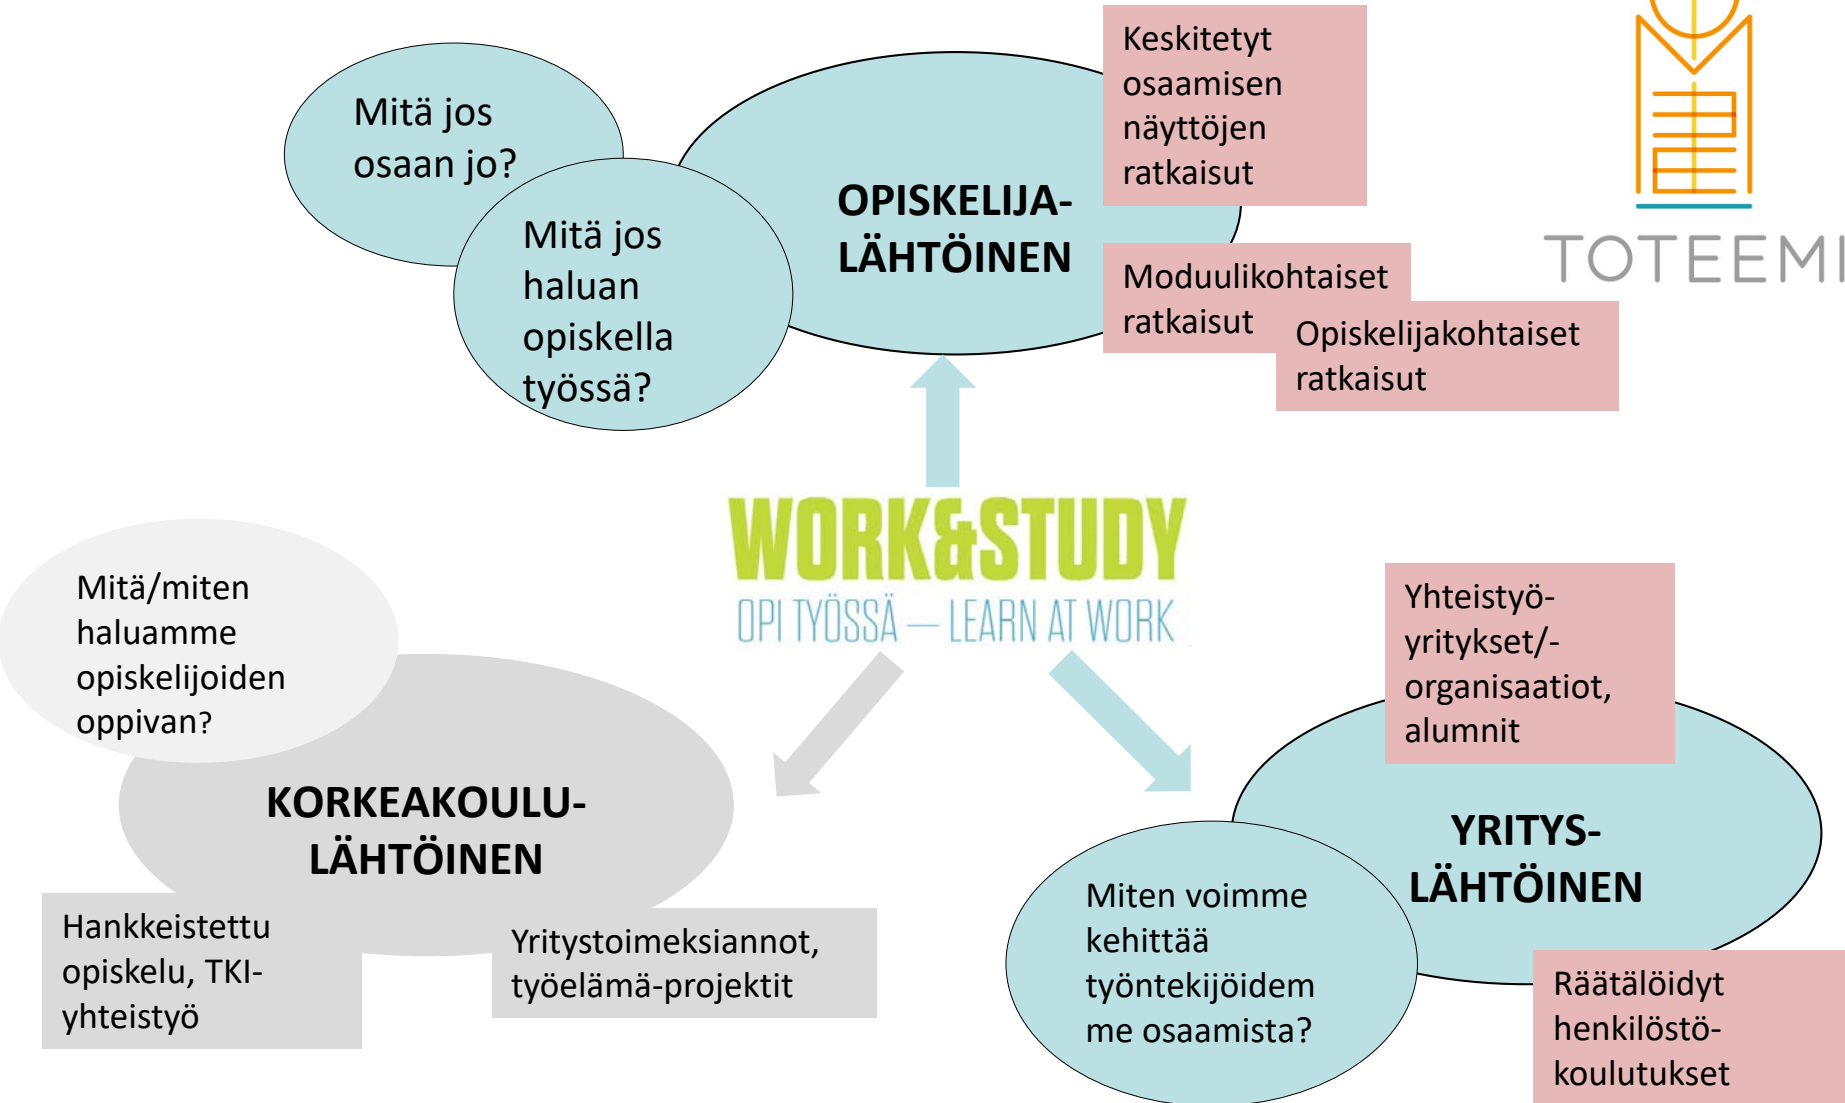 Mitä jos
osaan jo?
Mitä jos
haluan
opiskella
työssä?
OPISKELIJA-
LÄHTÖINEN
Keskitetyt
osaamisen
näyttöjen
ratkaisut
Moduulikohtaiset
ratkaisut
Opiskelijakohtaiset
ratkaisut
TOTEEMI
WORK&STUDY
OPI TYÖSSÄ — LEARN AT WORK
Mitä/miten
haluamme
opiskelijoiden
oppivan?
KORKEAKOULU-
LÄHTÖINEN
Hankkeistettu
opiskelu, TKI-
yhteistyö
Yritystoimeksiannot,
työelämä-projektit
Yhteistyö-
yritykset/-
organisaatiot,
alumnit
YRITYS-
LÄHTÖINEN
Miten voimme
kehittää
työntekijöidem
me osaamista?
Räätälöidyt
henkilöstö-
koulutukset